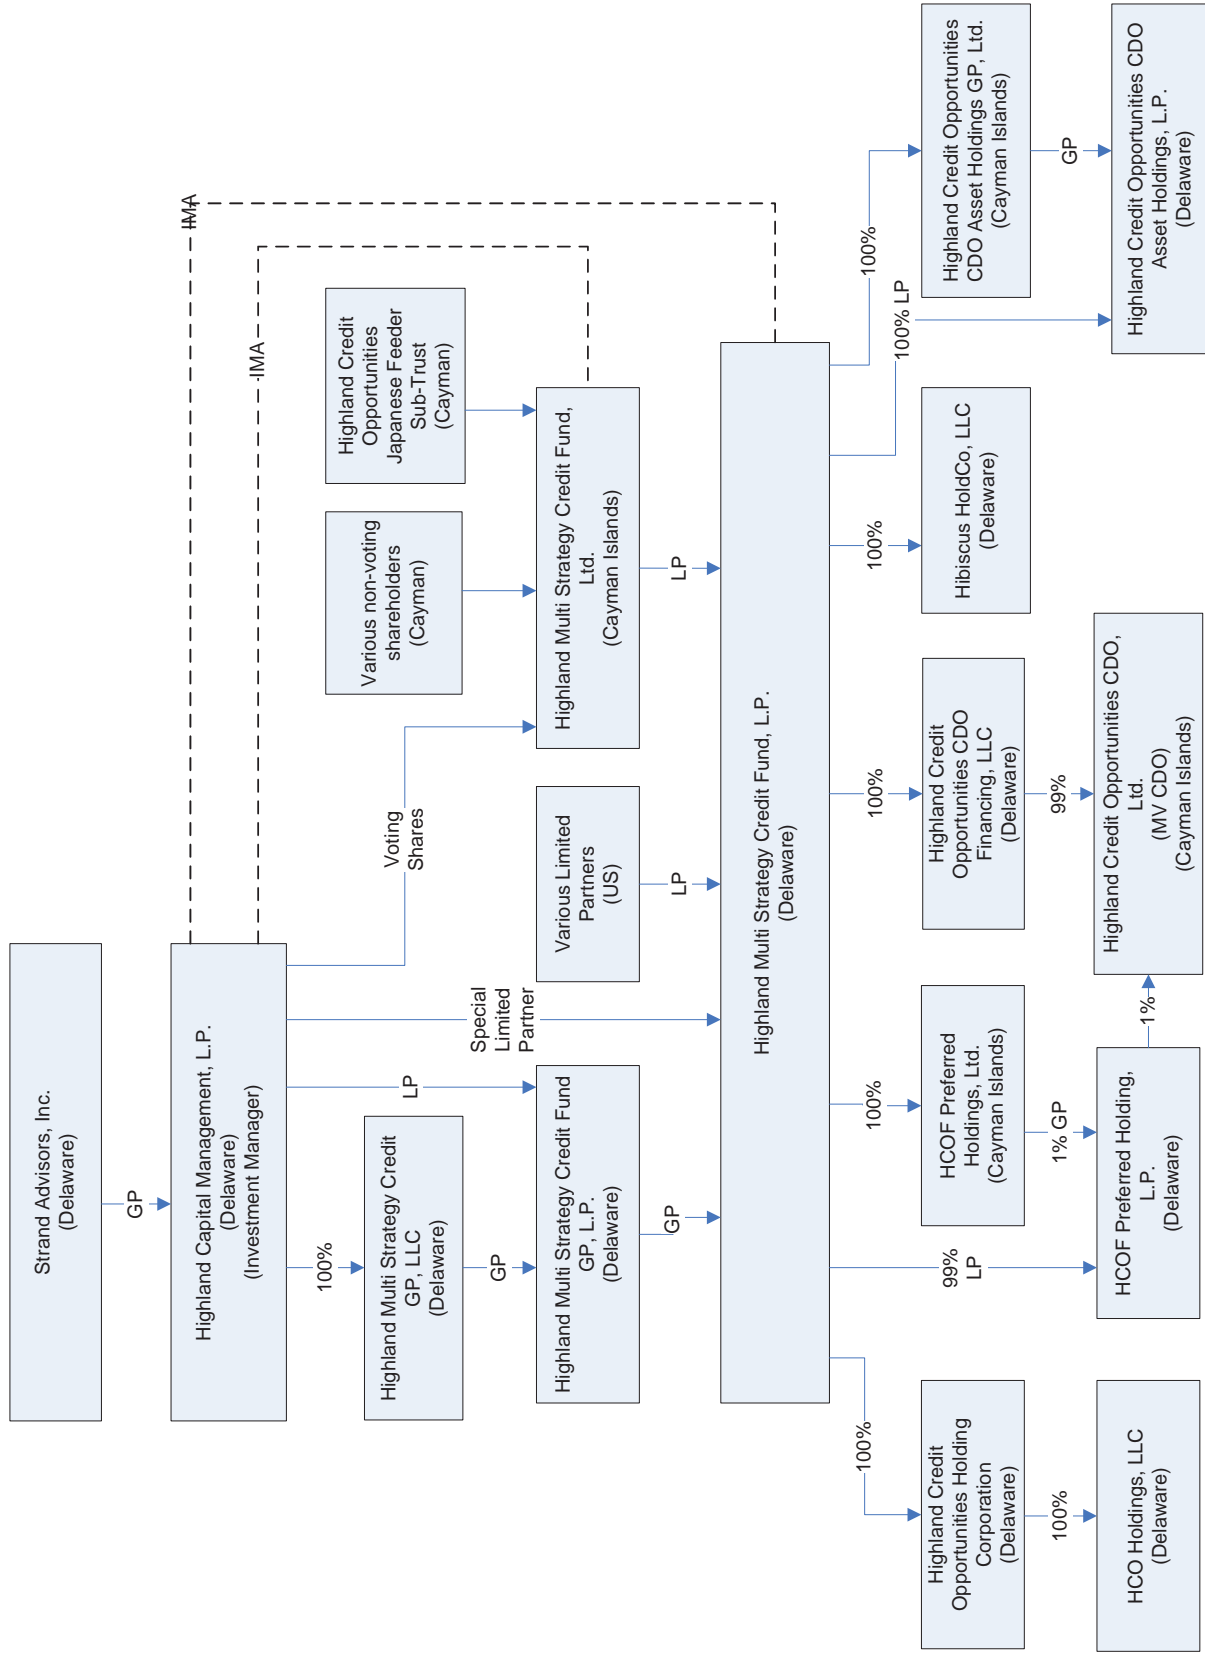 Strand Advisors, Inc.
(Delaware)
GP
Highland Capital Management, L.P.
(Delaware)
(Investment Manager)
IMA
IMA
100%
LP
Special
Limited
Partner
Voting
Shares
Various non-voting
shareholders
(Cayman)
Highland Credit
Opportunities
Japanese Feeder
Sub-Trust
(Cayman)
Highland Multi Strategy Credit
GP, LLC
(Delaware)
GP
Highland Multi Strategy Credit Fund
GP, L.P.
(Delaware)
Various Limited
Partners
(US)
Highland Multi Strategy Credit Fund,
Ltd.
(Cayman Islands)
GP
LP
LP
Highland Multi Strategy Credit Fund, L.P.
(Delaware)
100%
99%
LP
100%
100%
100%
100% LP
100%
Highland Credit
Opportunities Holding
Corporation
(Delaware)
HCOF Preferred
Holdings, Ltd.
(Cayman Islands)
Highland Credit
Opportunities CDO
Financing, LLC
(Delaware)
Hibiscus HoldCo, LLC
(Delaware)
Highland Credit Opportunities
CDO Asset Holdings GP, Ltd.
(Cayman Islands)
100%
1% GP
99%
GP
HCO Holdings, LLC
(Delaware)
HCOF Preferred Holding,
L.P.
(Delaware)
1%
Highland Credit Opportunities CDO,
Ltd.
(MV CDO)
(Cayman Islands)
Highland Credit Opportunities CDO
Asset Holdings, L.P.
(Delaware)